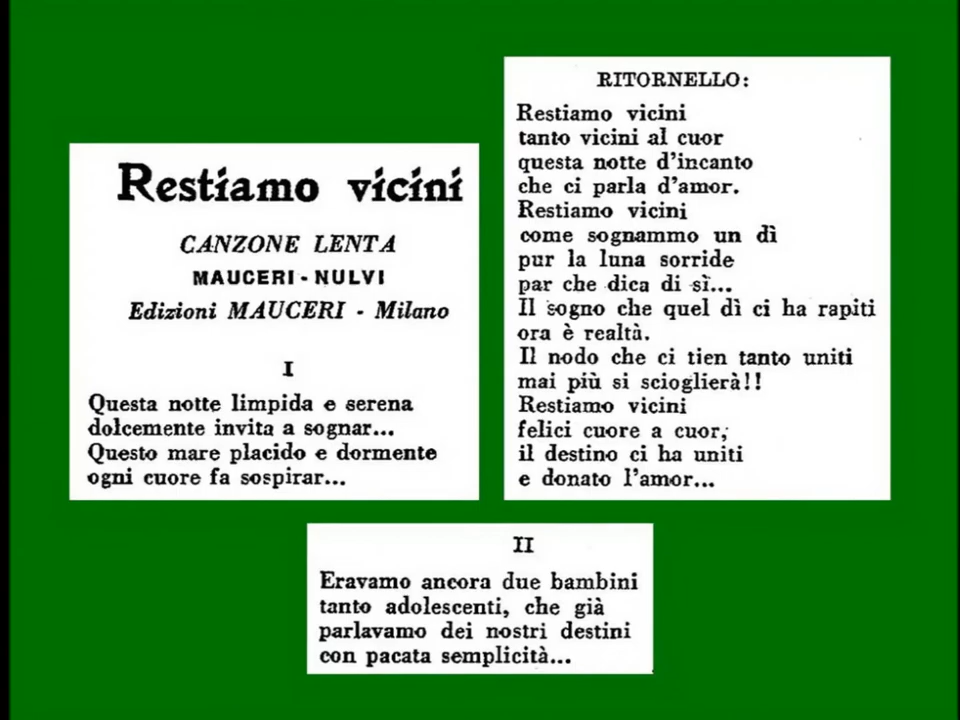 Restiamo vicini
CANZONE LENTA
MAUCERI - NULVI
Edizioni MAUCERI - Milano
I
Questa notte limpida e serena
dolcemente invita a sognar...
Questo mare placido e dormente
ogni cuore fa sospirar...
RITORNELLO:
Restiamo vicini
tanto vicini al cuor
questa notte d'incanto
che ci parla d'amor.
Restiamo vicini
come sognammo un dì
pur la luna sorride
par che dica di sì...
Il sogno che quel dì ci ha rapiti
ora è realtà.
Il nodo che ci tien tanto uniti
mai più si scioglierà!!
Restiamo vicini
felici cuore a cuor,
il destino ci ha uniti
e donato l'amor...
II
Eravamo ancora due bambini
tanto adolescenti, che già
parlavamo dei nostri destini
con pacata semplicità...